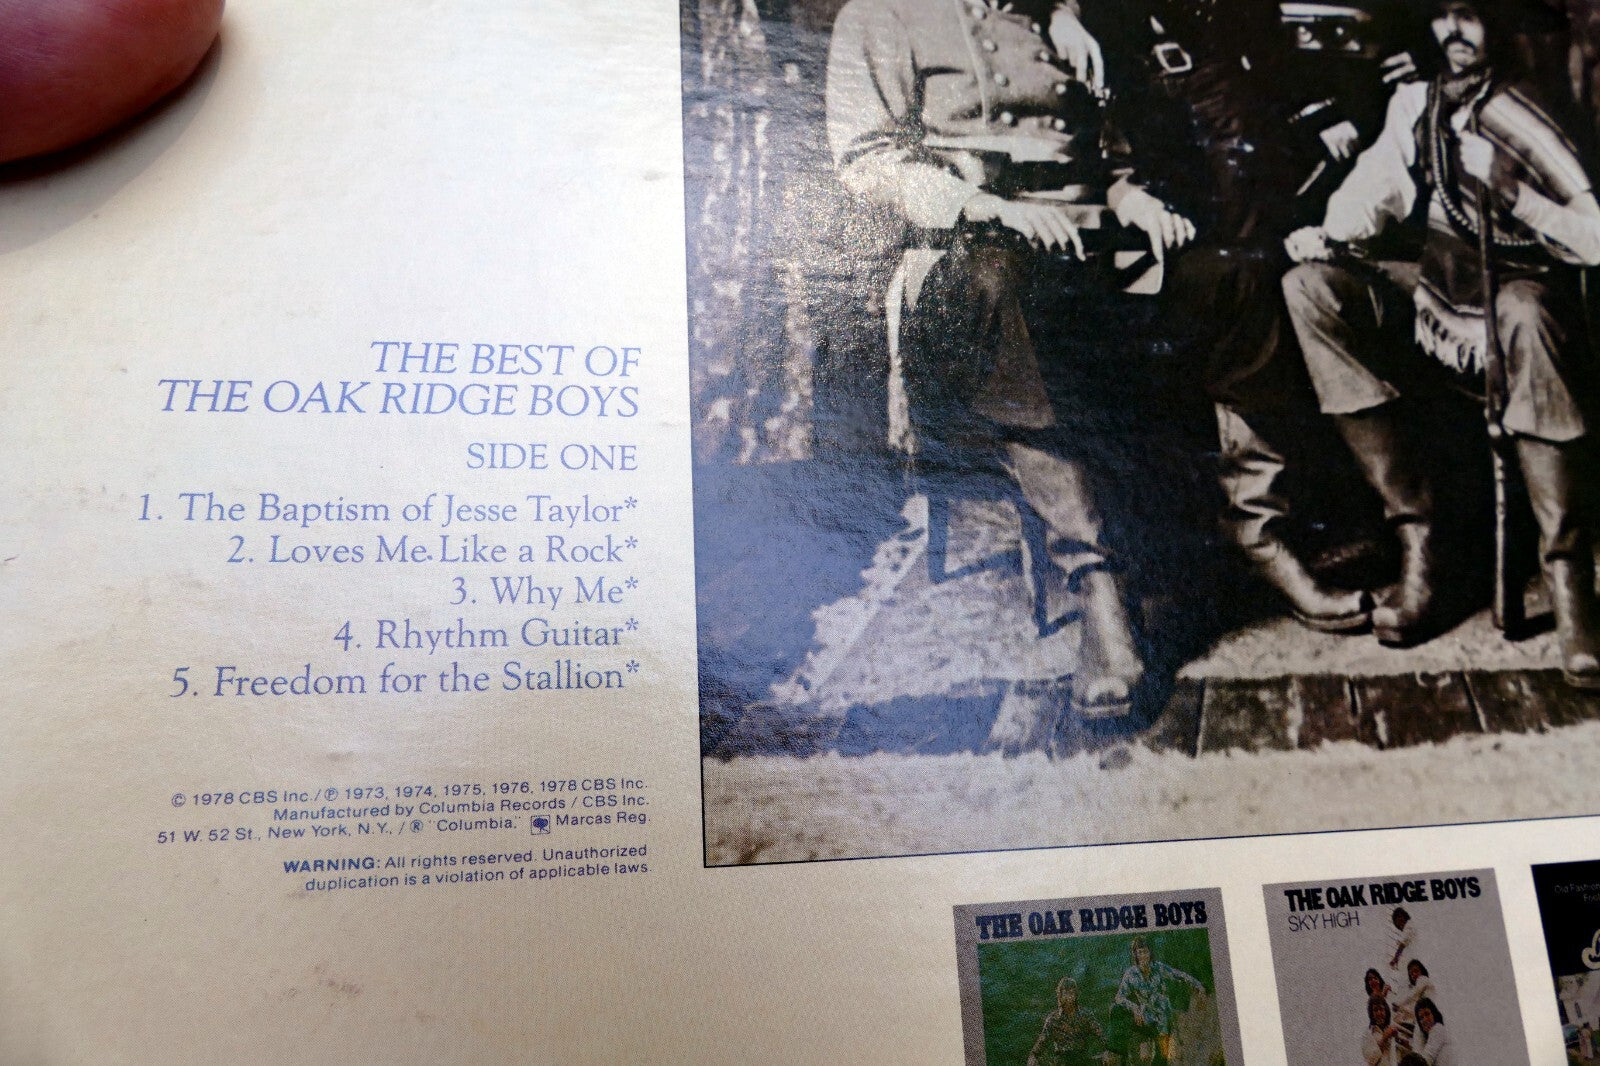 THE BEST OF
THE OAK RIDGE BOYS
SIDE ONE
1. The Baptism of Jesse Taylor*
2. Loves Me Like a Rock*
3. Why Me*
4. Rhythm Guitar*
5. Freedom for the Stallion*
© 1978 CBS Inc./℗ 1973, 1974, 1975, 1976, 1978 CBS Inc.
Manufactured by Columbia Records / CBS Inc.
51 W. 52 St., New York, N.Y., / ® "Columbia," Marcas Reg.
WARNING: All rights reserved. Unauthorized
duplication is a violation of applicable laws.
THE OAK RIDGE BOYS
THE OAK RIDGE BOYS
SKY HIGH